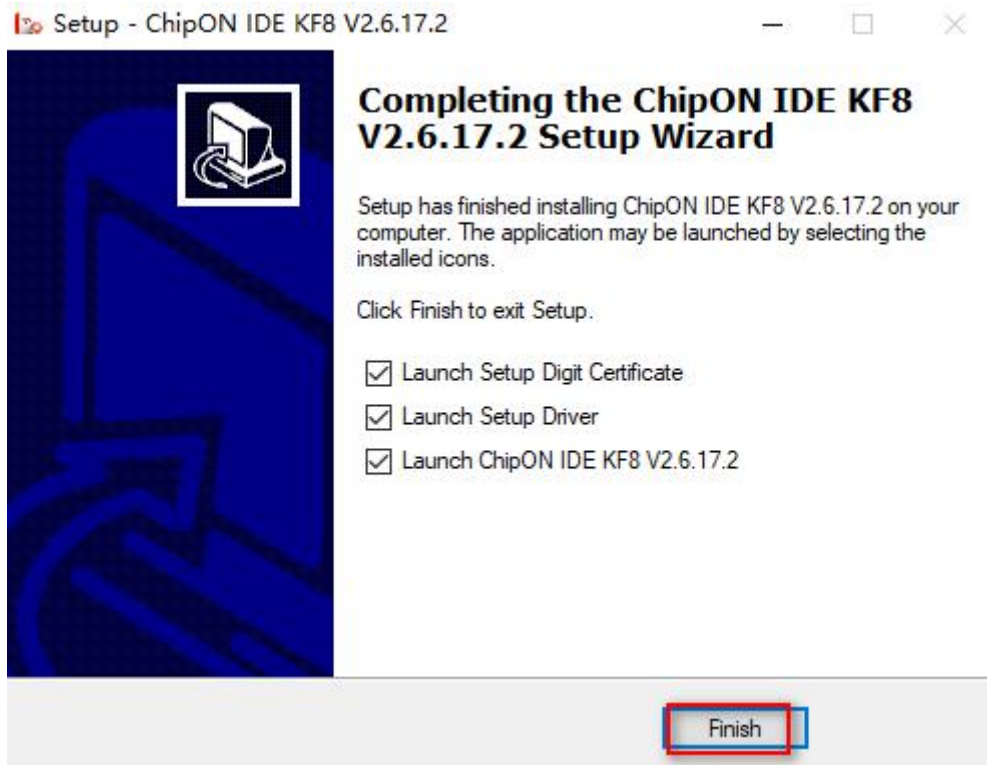 Setup - ChipON IDE KF8 V2.6.17.2
Completing the ChipON IDE KF8
V2.6.17.2 Setup Wizard
Setup has finished installing ChipON IDE KF8 V2.6.17.2 on your
computer. The application may be launched by selecting the
installed icons.
Click Finish to exit Setup.
Launch Setup Digit Certificate
Launch Setup Driver
Launch ChipON IDE KF8 V2.6.17.2
Finish